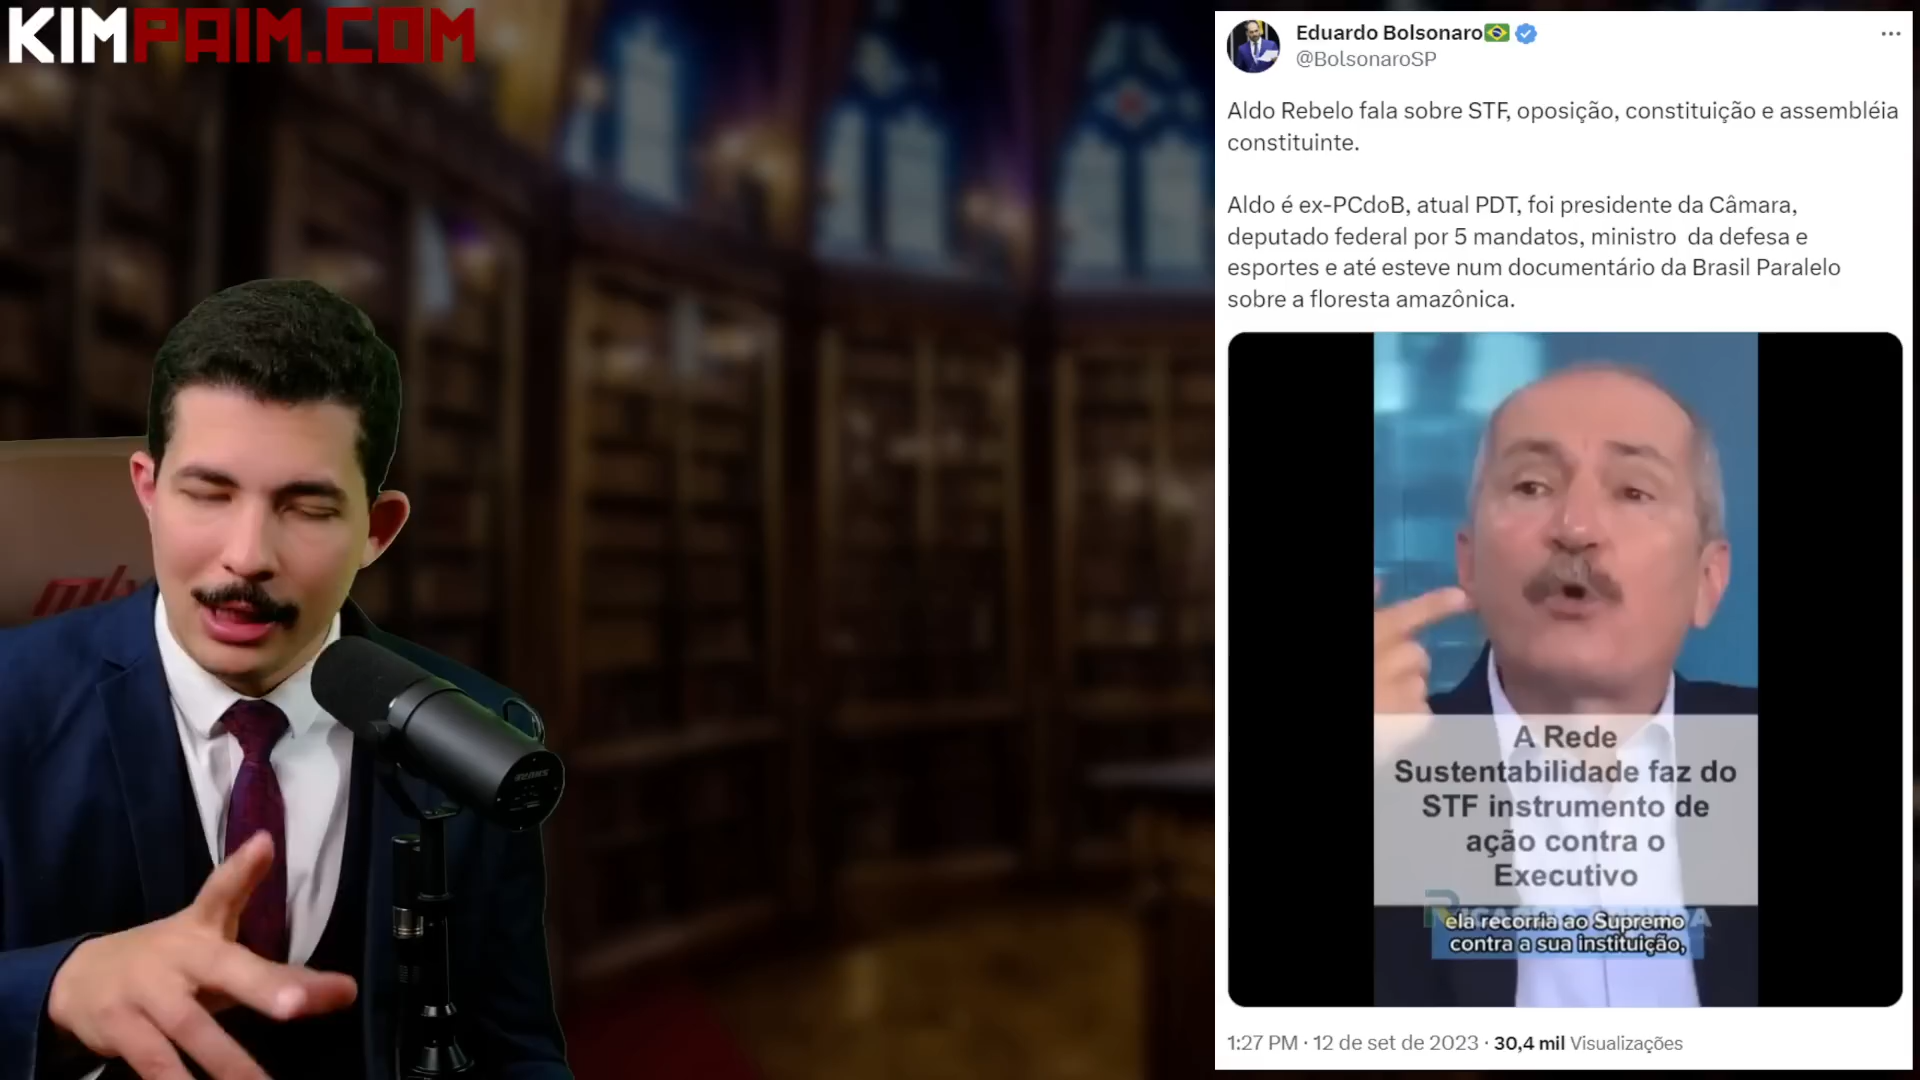 KIMPAIM.COM
Eduardo Bolsonaro
@BolsonaroSP
Aldo Rebelo fala sobre STF, oposição, constituição e assembléia
constituinte.
Aldo é ex-PCdoB, atual PDT, foi presidente da Câmara,
deputado federal por 5 mandatos, ministro da defesa e
esportes e até esteve num documentário da Brasil Paralelo
sobre a floresta amazônica.
A Rede
Sustentabilidade faz do
STF instrumento de
ação contra o
Executivo
ela recorria ao Supremo
contra a sua instituição,
1:27 PM · 12 de set de 2023 · 30,4 mil Visualizações